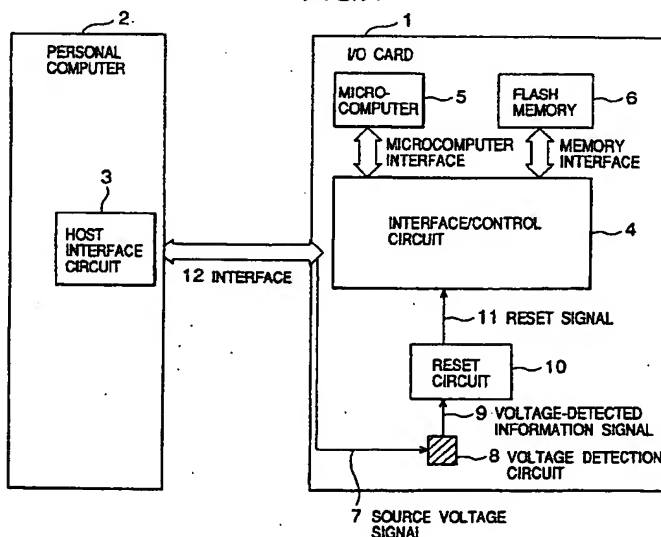 2
PERSONAL
COMPUTER
1
I/O CARD
MICRO-
COMPUTER
5
FLASH
MEMORY
6
MICROCOMPUTER
INTERFACE
MEMORY
INTERFACE
3
HOST
INTERFACE
CIRCUIT
12 INTERFACE
INTERFACE/CONTROL
CIRCUIT
4
11 RESET SIGNAL
RESET
CIRCUIT
10
9 VOLTAGE-DETECTED
INFORMATION SIGNAL
8 VOLTAGE DETECTION
CIRCUIT
7 SOURCE VOLTAGE
SIGNAL